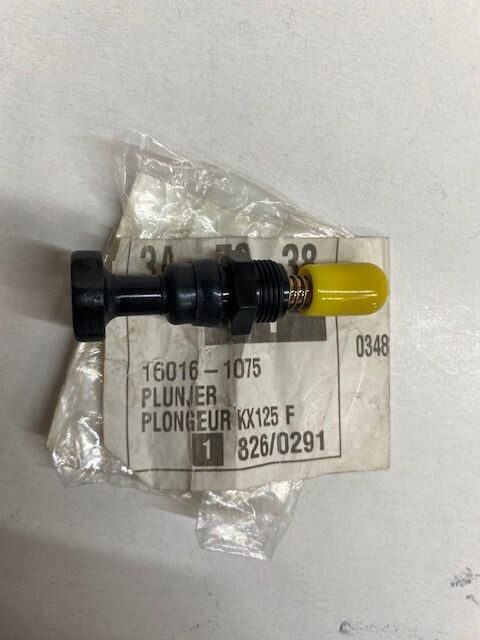 0348
16016-1075
PLUNJER
PLONGEUR KX125 F
1 826/0291